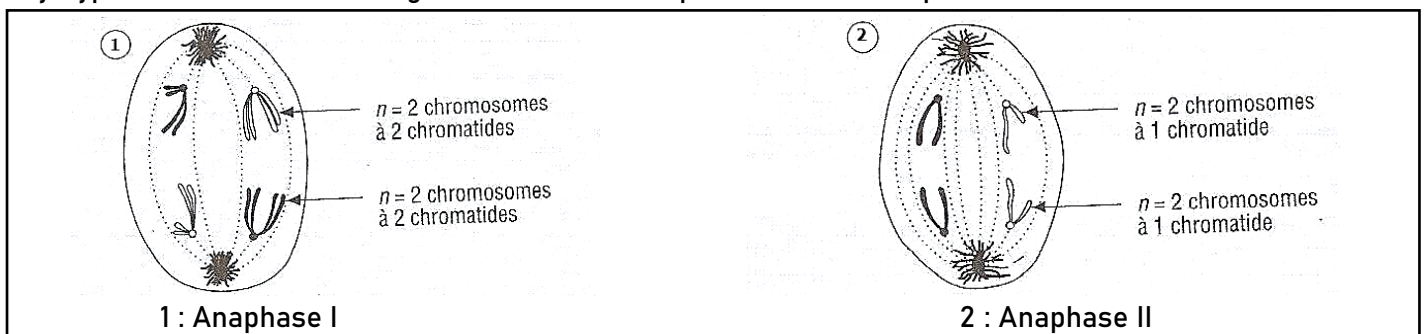 1
2
n = 2 chromosomes
à 2 chromatides
n = 2 chromosomes
à 2 chromatides
n = 2 chromosomes
à 1 chromatide
n = 2 chromosomes
à 1 chromatide
1 : Anaphase I
2 : Anaphase II